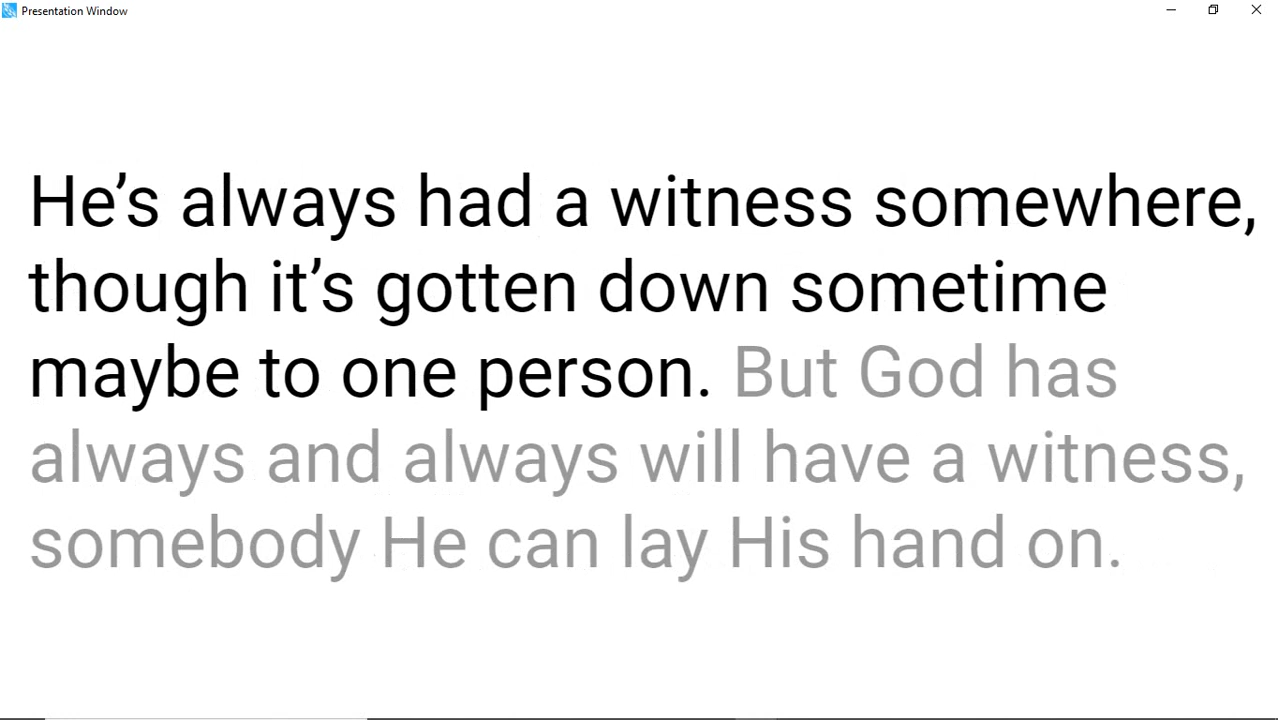 Presentation Window
He’s always had a witness somewhere,
though it’s gotten down sometime
maybe to one person. But God has
always and always will have a witness,
somebody He can lay His hand on.